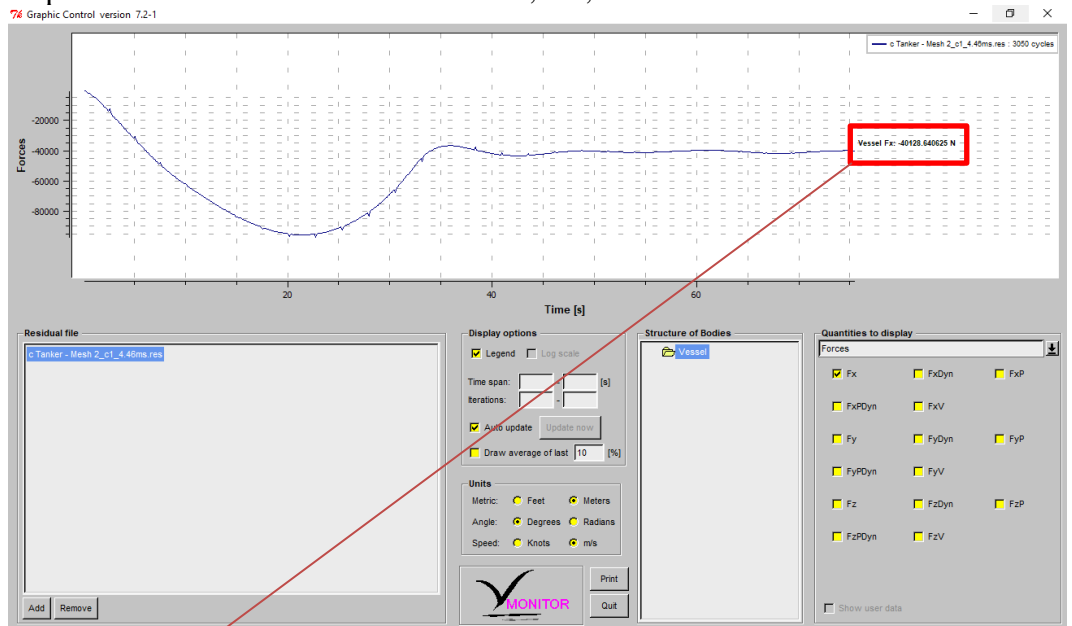 Graphic Control version 7.2-1
c Tanker - Mesh 2_c1_4.46ms.res : 3050 cycles
Forces
-20000
-40000
-60000
-80000
Vessel Fx: -40128.640625 N
20
40
60
Time [s]
Residual file
c Tanker - Mesh 2_c1_4.46ms.res
Add Remove
Display options
Legend Log scale
Time span: - [s]
Iterations: -
Auto update Update now
Draw average of last 10 [%]
Units
Metric: Feet Meters
Angle: Degrees Radians
Speed: Knots m/s
MONITOR
Print
Quit
Structure of Bodies
Vessel
Quantities to display
Forces
Fx FxDyn FxP
FxPDyn FxV
Fy FyDyn FyP
FyPDyn FyV
Fz FzDyn FzP
FzPDyn FzV
Show user data